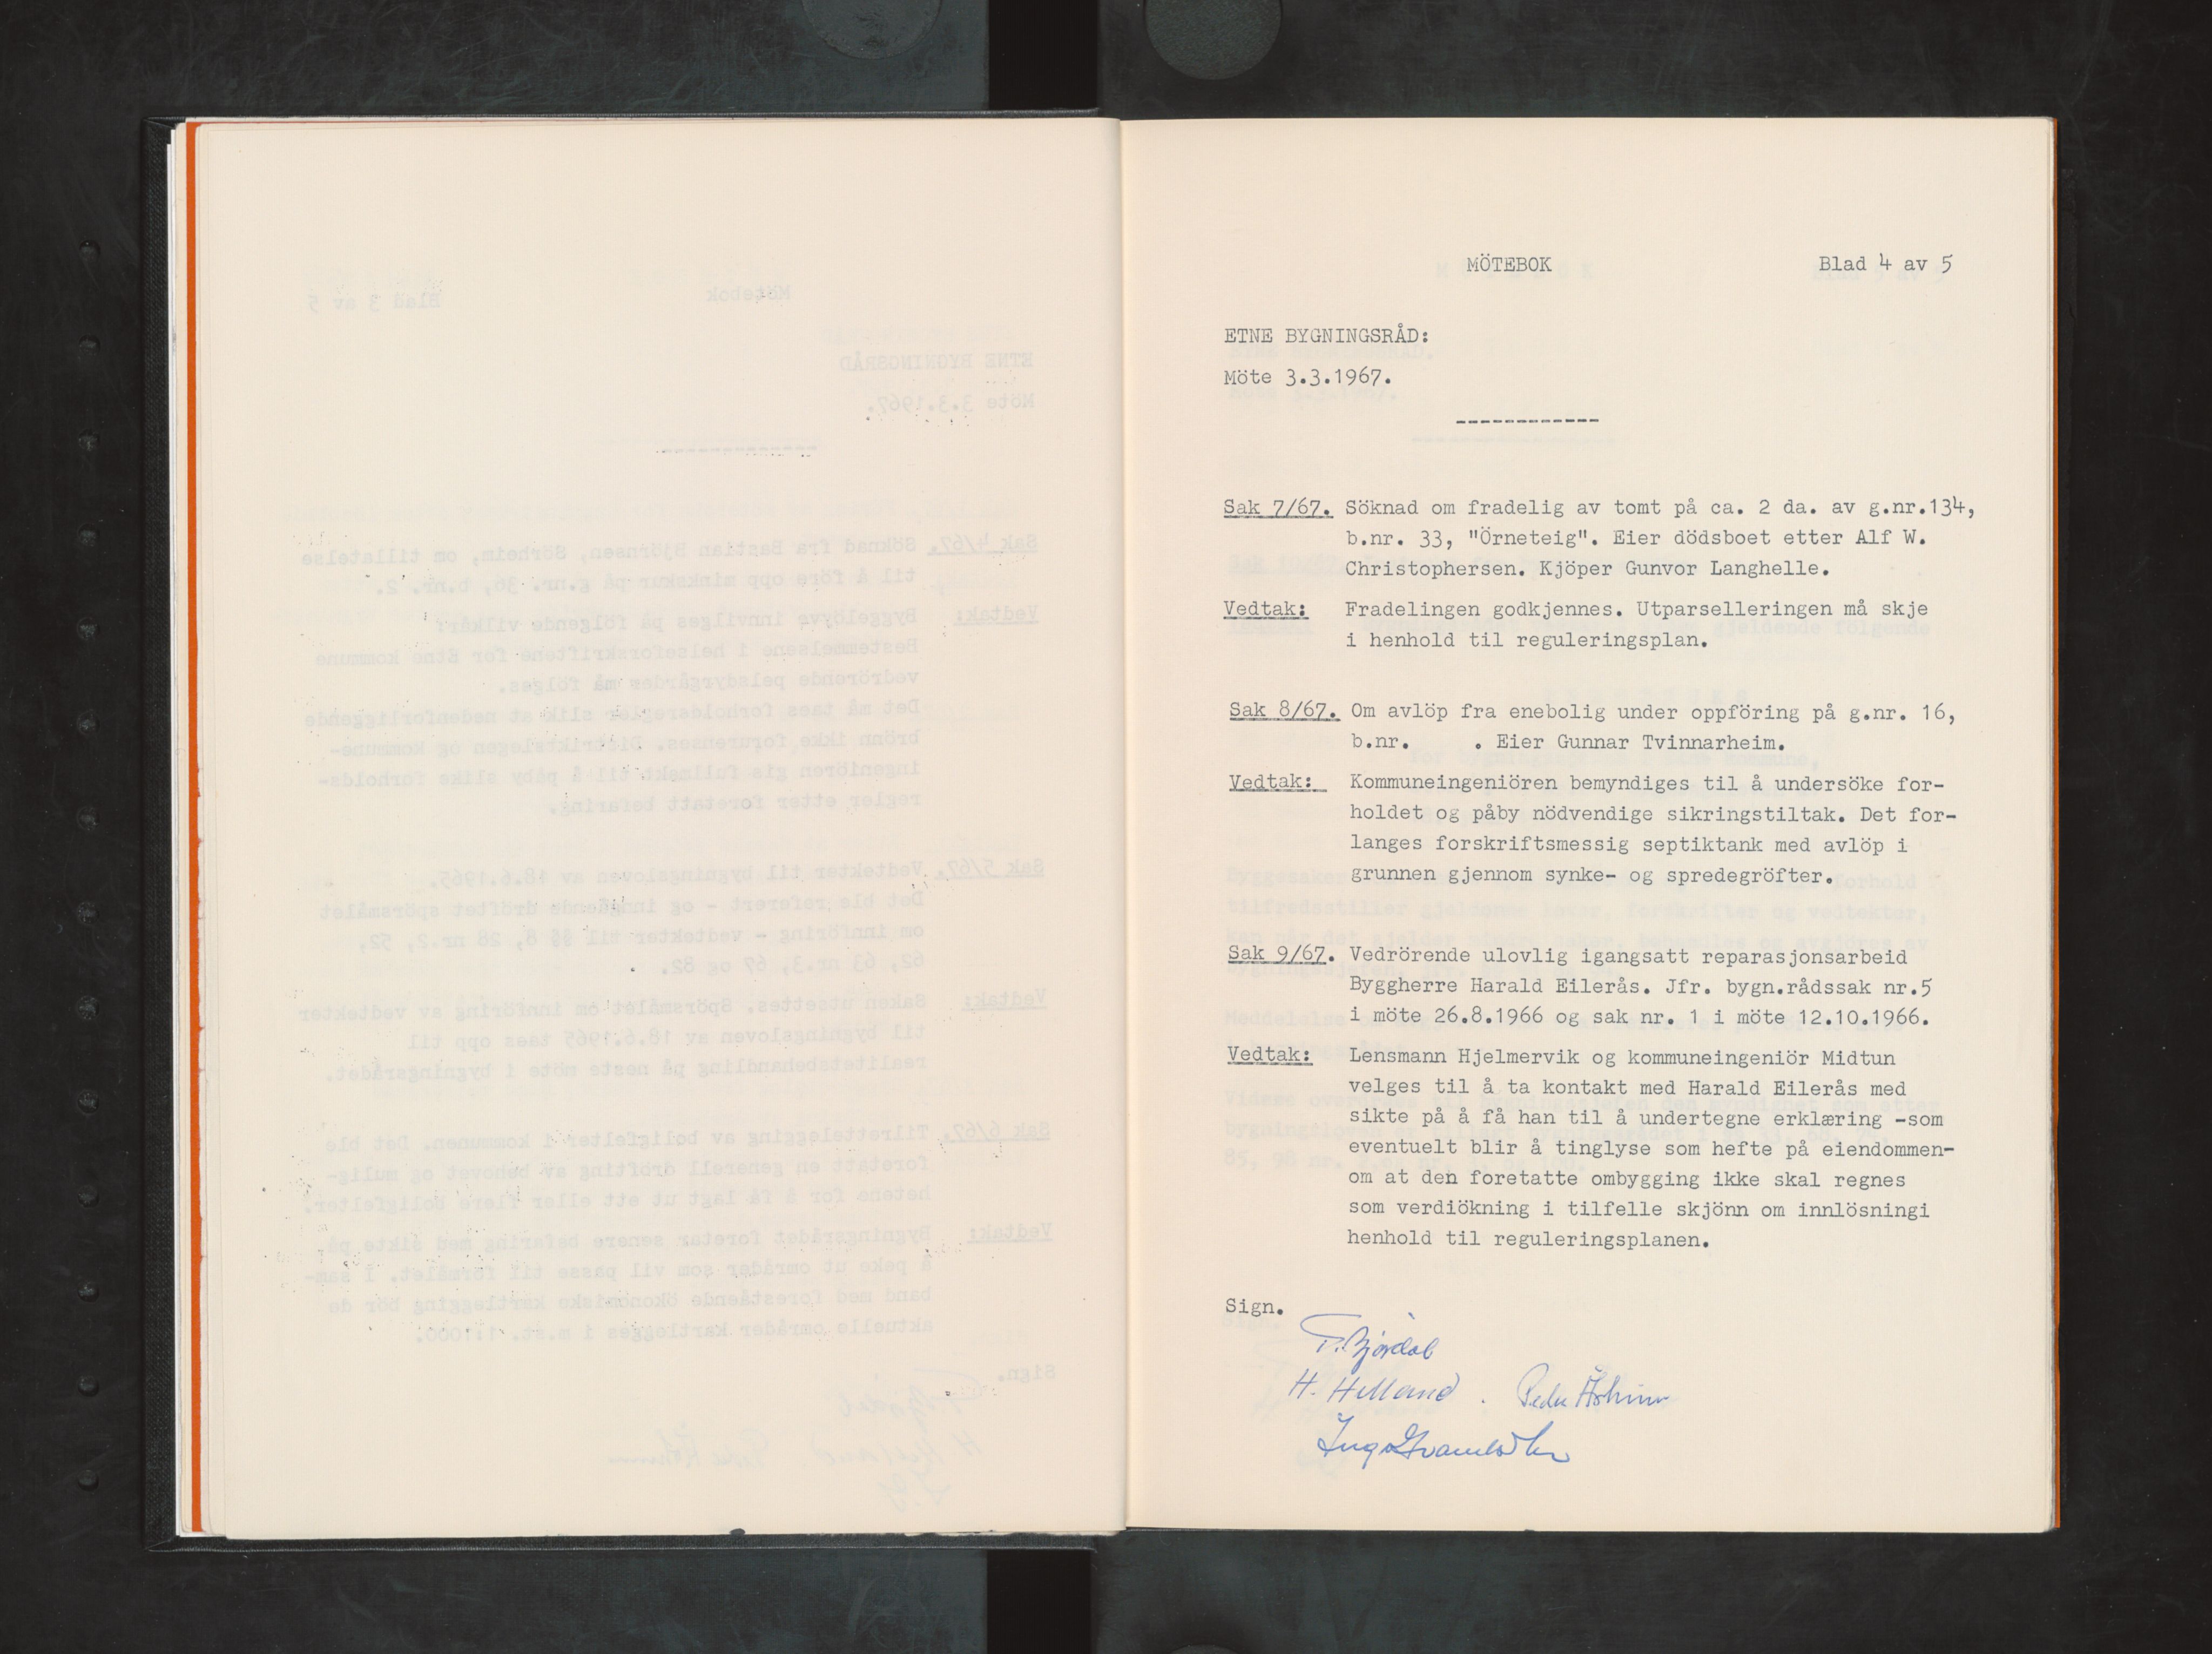 MÖTEBOK
Blad 4 av 5
ETNE BYGNINGSRÅD:
Möte 3.3.1967.
------------
Sak 7/67. Söknad om fradelig av tomt på ca. 2 da. av g.nr.134,
b.nr. 33, "Örneteig". Eier dödsboet etter Alf W.
Christophersen. Kjöper Gunvor Langhelle.
Vedtak: Fradelingen godkjennes. Utparselleringen må skje
i henhold til reguleringsplan.
Sak 8/67. Om avlöp fra enebolig under oppföring på g.nr. 16,
b.nr. . Eier Gunnar Tvinnarheim.
Vedtak: Kommuneingeniören bemyndiges til å undersöke for-
holdet og påby nödvendige sikringstiltak. Det for-
langes forskriftsmessig septiktank med avlöp i
grunnen gjennom synke- og spredegröfter.
Sak 9/67. Vedrörende ulovlig igangsatt reparasjonsarbeid
Byggherre Harald Eilerås. Jfr. bygn.rådssak nr.5
i möte 26.8.1966 og sak nr. 1 i möte 12.10.1966.
Vedtak: Lensmann Hjelmervik og kommuneingeniör Midtun
velges til å ta kontakt med Harald Eilerås med
sikte på å få han til å undertegne erklæring -som
eventuelt blir å tinglyse som hefte på eiendommen-
om at den foretatte ombygging ikke skal regnes
som verdiökning i tilfelle skjönn om innlösningi
henhold til reguleringsplanen.
Sign.
T. Björdal
H. Helland . Peder